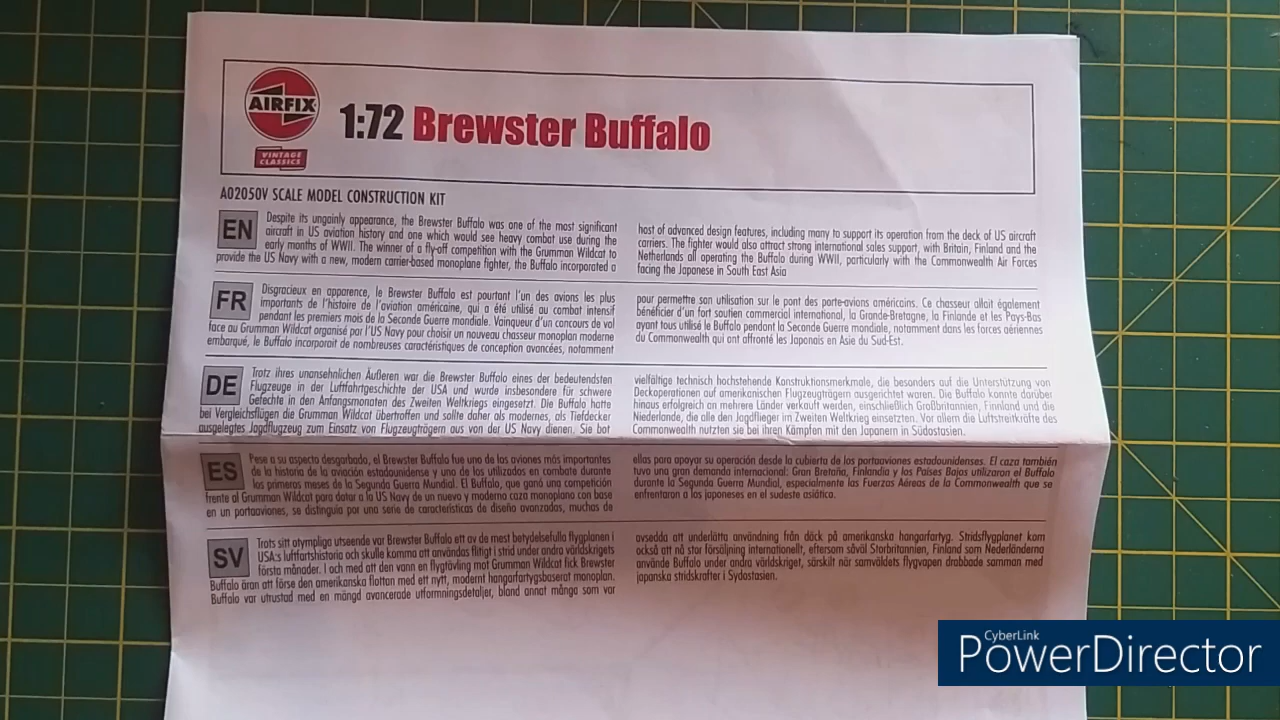 AIRFIX
VINTAGE
CLASSICS
1:72 Brewster Buffalo
A02050V SCALE MODEL CONSTRUCTION KIT
EN
Despite its ungainly appearance, the Brewster Buffalo was one of the most significant
aircraft in US aviation history and one which would see heavy combat use during the
early months of WWII. The winner of a fly-off competition with the Grumman Wildcat to
provide the US Navy with a new, modern carrier-based monoplane fighter, the Buffalo incorporated a
host of advanced design features, including many to support its operation from the deck of US aircraft
carriers. The fighter would also attract strong international sales support, with Britain, Finland and the
Netherlands all operating the Buffalo during WWII, particularly with the Commonwealth Air Forces
facing the Japanese in South East Asia
FR
Disgracieux en apparence, le Brewster Buffalo est pourtant l'un des avions les plus
importants de l'histoire de l'aviation américaine, qui a été utilisé au combat intensif
pendant les premiers mois de la Seconde Guerre mondiale. Vainqueur d'un concours de vol
face au Grumman Wildcat organisé par l'US Navy pour choisir un nouveau chasseur monoplan moderne
embarqué, le Buffalo incorporait de nombreuses caractéristiques de conception avancées, notamment
pour permettre son utilisation sur le pont des porte-avions américains. Ce chasseur allait également
bénéficier d'un fort soutien commercial international, la Grande-Bretagne, la Finlande et les Pays-Bas
ayant tous utilisé le Buffalo pendant la Seconde Guerre mondiale, notamment dans les forces aériennes
du Commonwealth qui ont affronté les Japonais en Asie du Sud-Est.
DE
Trotz ihres unansehnlichen Äußeren war die Brewster Buffalo eines der bedeutendsten
Flugzeuge in der Luftfahrtgeschichte der USA und wurde insbesondere für schwere
Gefechte in den Anfangsmonaten des Zweiten Weltkriegs eingesetzt. Die Buffalo hatte
bei Vergleichsflügen die Grumman Wildcat übertroffen und sollte daher als modernes, als Tiefdecker
ausgelegtes Jagdflugzeug zum Einsatz von Flugzeugträgern aus von der US Navy dienen. Sie bot
vielfältige technisch hochstehende Konstruktionsmerkmale, die besonders auf die Unterstützung von
Deckoperationen auf amerikanischen Flugzeugträgern ausgerichtet waren. Die Buffalo konnte darüber
hinaus erfolgreich an mehrere Länder verkauft werden, einschließlich Großbritannien, Finnland und die
Niederlande, die alle den Jagdflieger im Zweiten Weltkrieg einsetzten. Vor allem die Luftstreitkräfte des
Commonwealth nutzten sie bei ihren Kämpfen mit den Japanern in Südostasien.
ES
Pese a su aspecto desgarbado, el Brewster Buffalo fue uno de los aviones más importantes
de la historia de la aviación estadounidense y uno de los utilizados en combate durante
los primeros meses de la Segunda Guerra Mundial. El Buffalo, que ganó una competición
frente al Grumman Wildcat para dotar a la US Navy de un nuevo y moderno caza monoplano con base
en un portaaviones, se distinguía por una serie de características de diseño avanzadas, muchas de
ellas para apoyar su operación desde la cubierta de los portaaviones estadounidenses. El caza también
tuvo una gran demanda internacional: Gran Bretaña, Finlandia y los Países Bajos utilizaron el Buffalo
durante la Segunda Guerra Mundial, especialmente las Fuerzas Aéreas de la Commonwealth que se
enfrentaron a los japoneses en el sudeste asiático.
SV
Trots sitt otympliga utseende var Brewster Buffalo ett av de mest betydelsefulla flygplanen i
USA:s luftfartshistoria och skulle komma att användas flitigt i strid under andra världskrigets
första månader. I och med att den vann en flygtävling mot Grumman Wildcat fick Brewster
Buffalo äran att förse den amerikanska flottan med ett nytt, modernt hangarfartygsbaserat monoplan.
Buffalo var utrustad med en mängd avancerade utformningsdetaljer, bland annat många som var
avsedda att underlätta användning från däck på amerikanska hangarfartyg. Stridsflygplanet kom
också att nå stor försäljning internationellt, eftersom såväl Storbritannien, Finland som Nederländerna
använde Buffalo under andra världskriget, särskilt när samväldets flygvapen drabbade samman med
japanska stridskrafter i Sydostasien.
CyberLink
PowerDirector